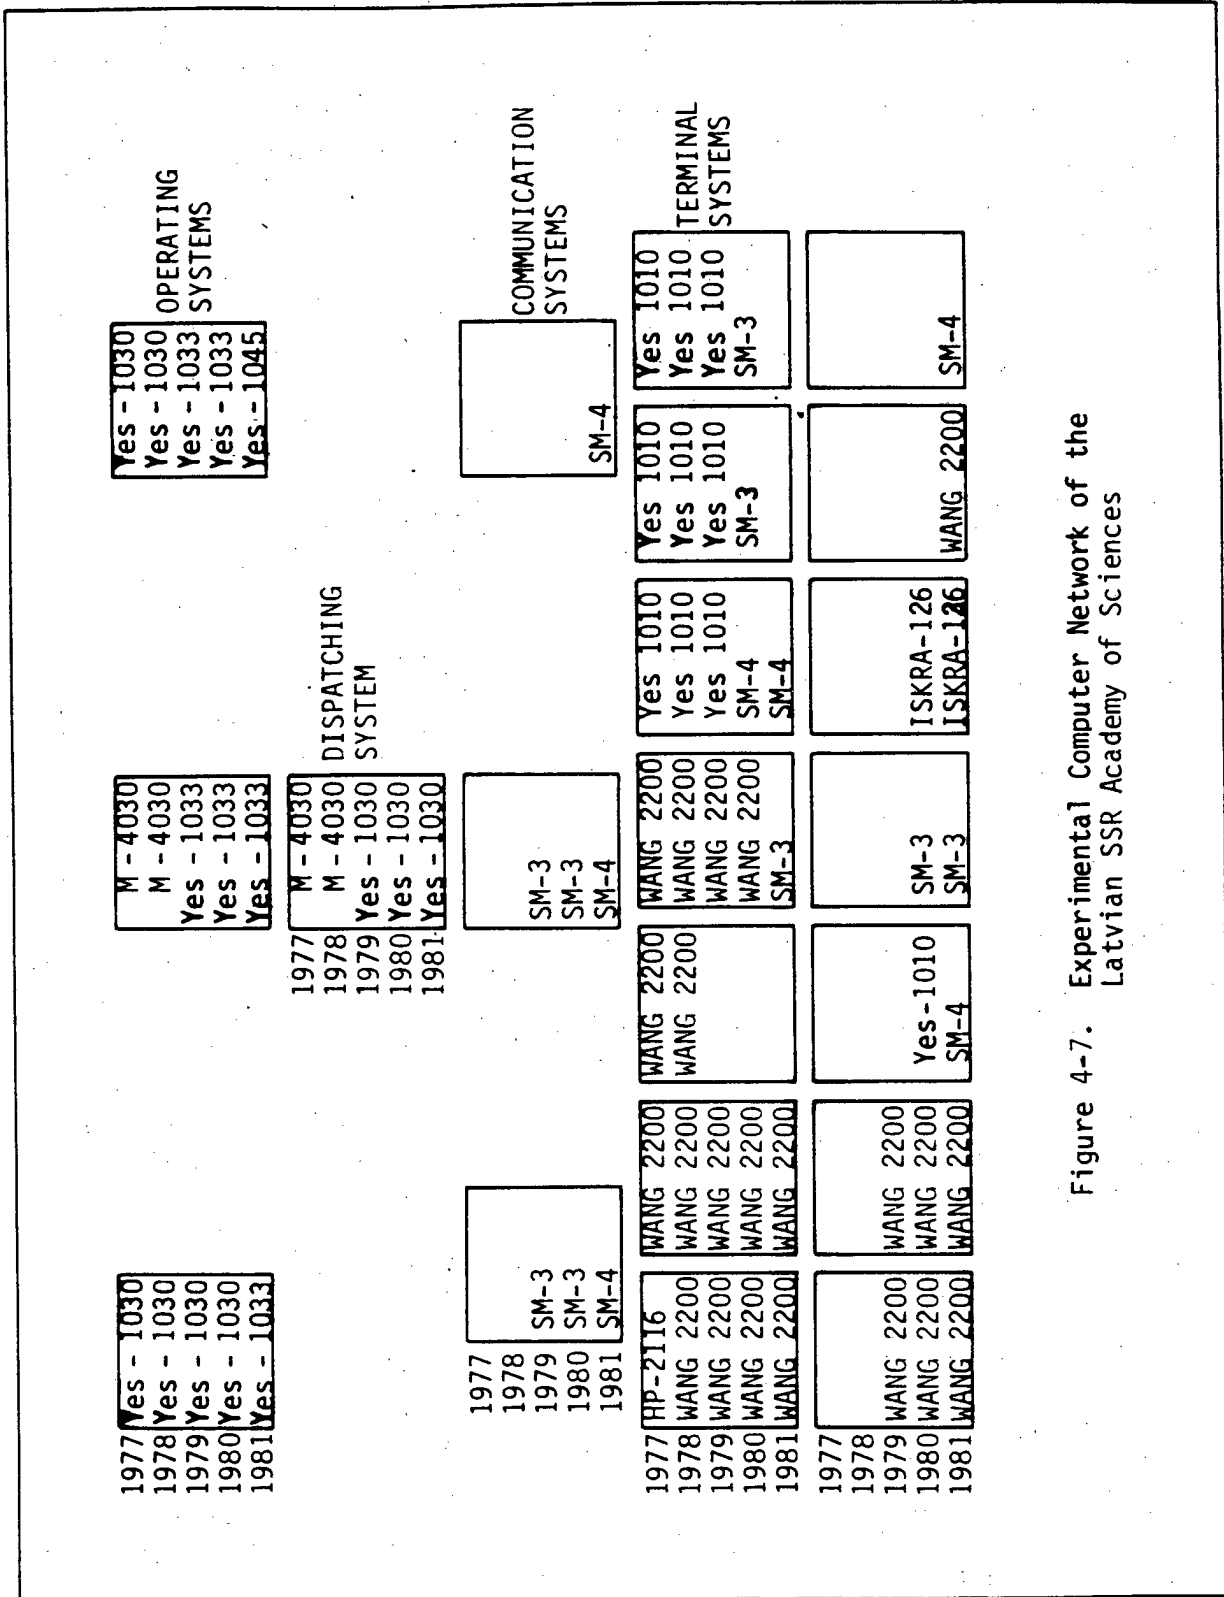 1977 Yes - 1030 M - 4030 Yes - 1030
1978 Yes - 1030 M - 4030 Yes - 1030 OPERATING
1979 Yes - 1030 Yes - 1033 Yes - 1033 SYSTEMS
1980 Yes - 1030 Yes - 1033 Yes - 1033
1981 Yes - 1033 Yes - 1033 Yes - 1045
1977 M - 4030
1978 M - 4030 DISPATCHING
1979 Yes - 1030 SYSTEM
1980 Yes - 1030
1981 Yes - 1030
1977
1978 COMMUNICATION
1979 SM-3 SM-3 SYSTEMS
1980 SM-3 SM-3
1981 SM-4 SM-4 SM-4
1977 HP-2116 WANG 2200 WANG 2200 WANG 2200 Yes 1010 Yes 1010 Yes 1010
1978 WANG 2200 WANG 2200 WANG 2200 WANG 2200 Yes 1010 Yes 1010 Yes 1010 TERMINAL
1979 WANG 2200 WANG 2200 WANG 2200 Yes 1010 Yes 1010 Yes 1010 SYSTEMS
1980 WANG 2200 WANG 2200 WANG 2200 SM-4 SM-3 SM-3
1981 WANG 2200 WANG 2200 SM-3 SM-4
1977
1978
1979 WANG 2200 WANG 2200
1980 WANG 2200 WANG 2200 Yes-1010 SM-3 ISKRA-126
1981 WANG 2200 WANG 2200 SM-4 SM-3 ISKRA-126 WANG 2200 SM-4
Figure 4-7. Experimental Computer Network of the
Latvian SSR Academy of Sciences